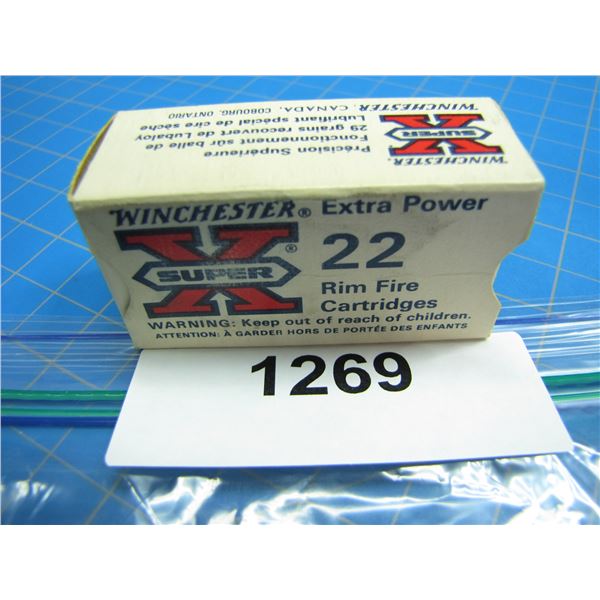 Précision Supérieure
Fonctionnement sûr balle de
29 grains recouvert de Lubaloy
Lubrifiant spécial de cire sèche
WINCHESTER, CANADA, COBOURG, ONTARIO
WINCHESTER®
SUPER X
WINCHESTER
WINCHESTER® Extra Power
SUPER X® 22
Rim Fire
Cartridges
WARNING: Keep out of reach of children.
ATTENTION: À GARDER HORS DE PORTÉE DES ENFANTS
1269